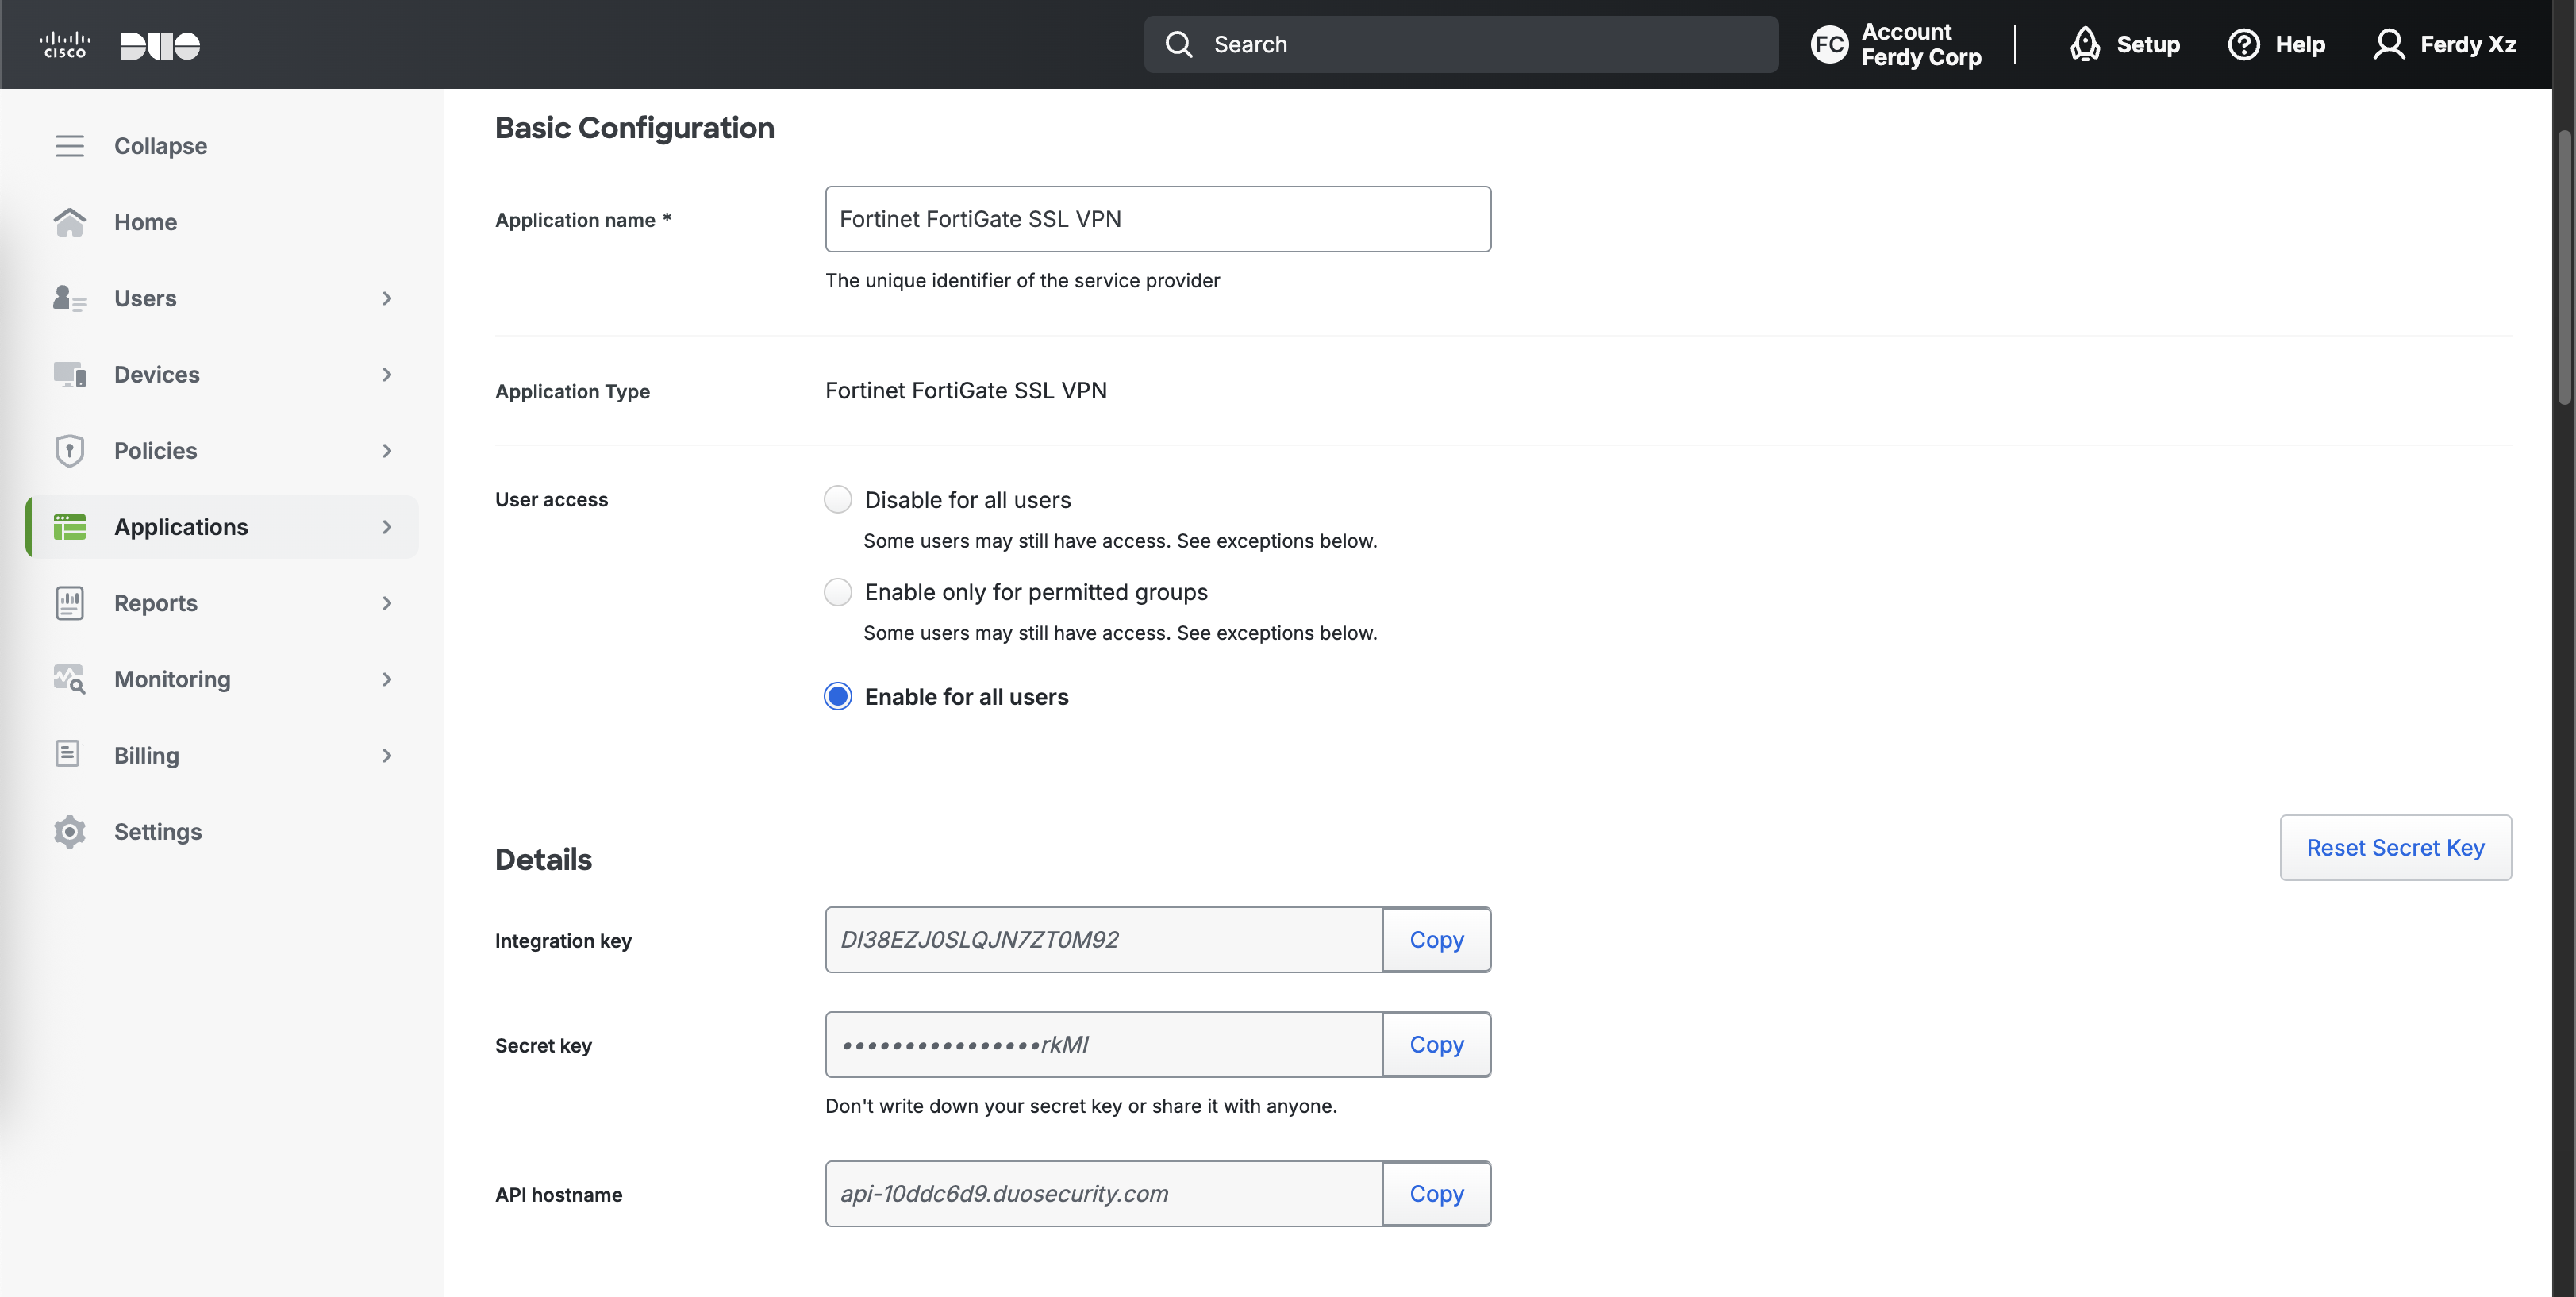 CISCO DUO Search FC Account Ferdy Corp Setup Help Ferdy Xz
Collapse
Home
Users
Devices
Policies
Applications
Reports
Monitoring
Billing
Settings
Basic Configuration
Application name *
Fortinet FortiGate SSL VPN
The unique identifier of the service provider
Application Type
Fortinet FortiGate SSL VPN
User access
Disable for all users
Some users may still have access. See exceptions below.
Enable only for permitted groups
Some users may still have access. See exceptions below.
Enable for all users
Details
Reset Secret Key
Integration key
DI38EZJ0SLQJN7ZT0M92
Copy
Secret key
••••••••••••••••rkMI
Copy
Don't write down your secret key or share it with anyone.
API hostname
api-10ddc6d9.duosecurity.com
Copy